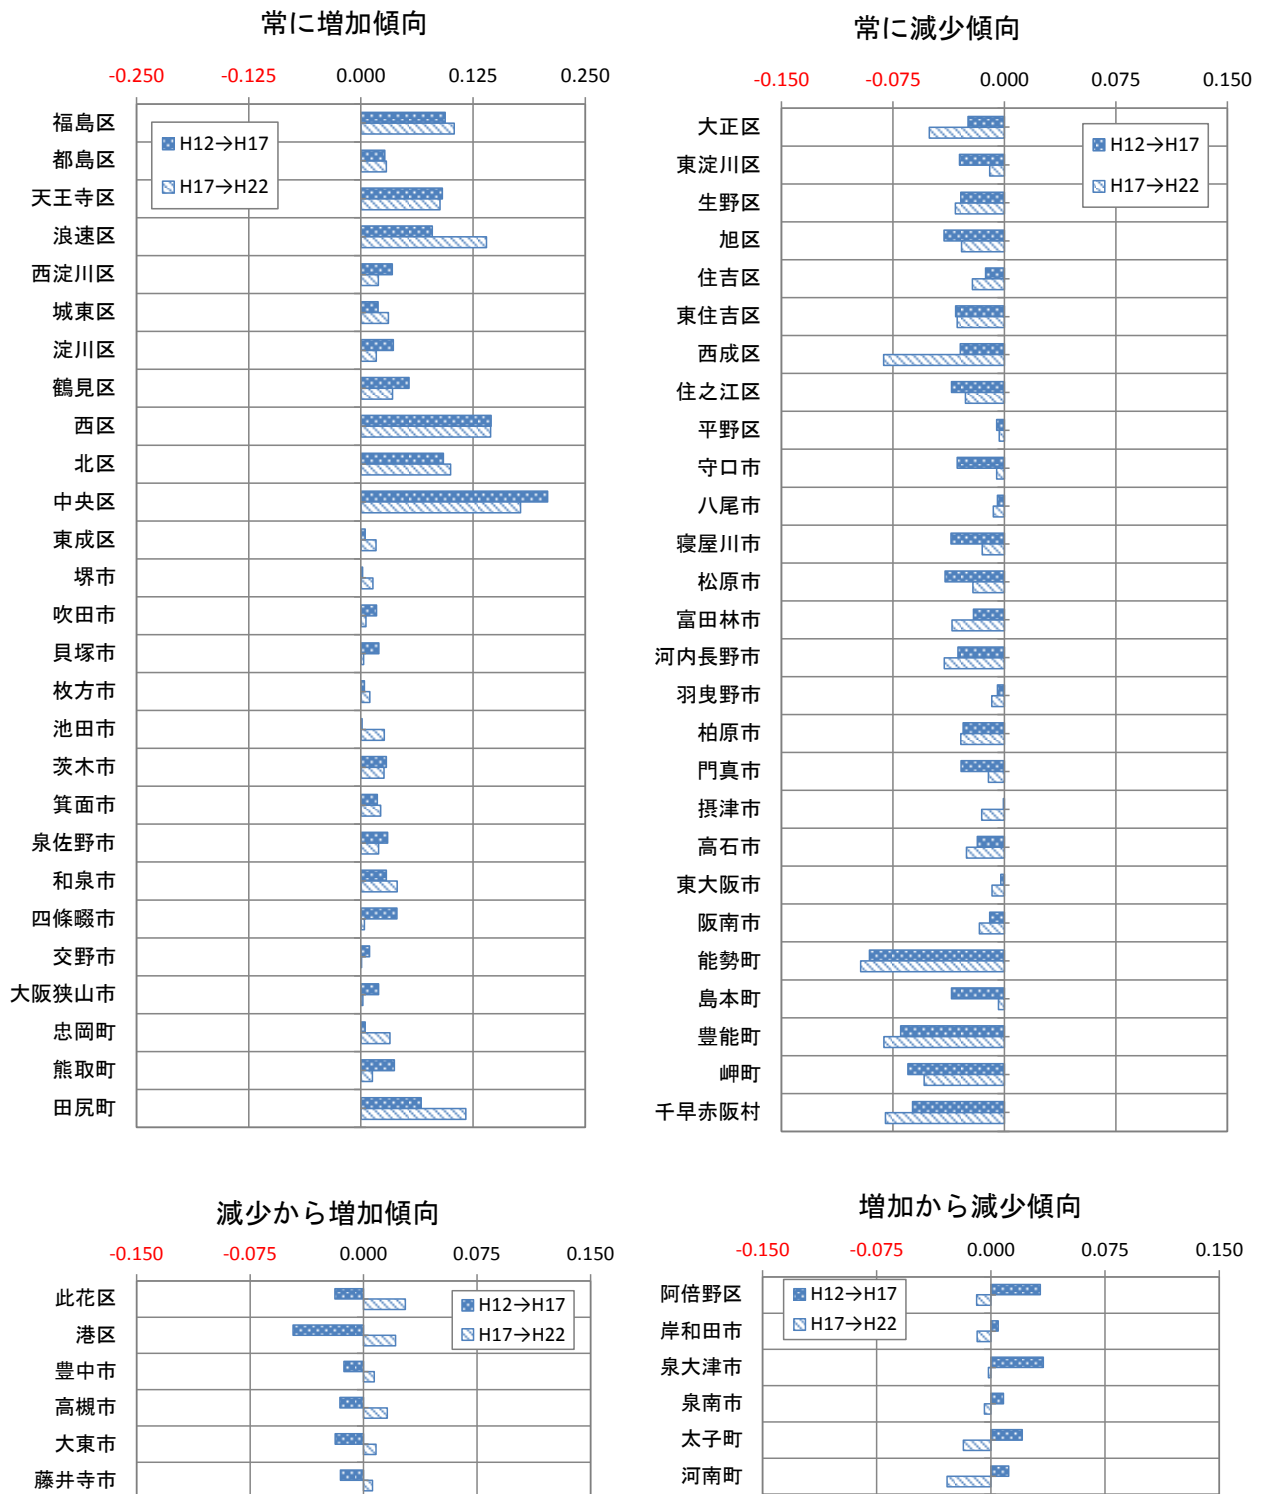 常に増加傾向
-0.250 -0.125 0.000 0.125 0.250
福島区
都島区
天王寺区
浪速区
西淀川区
城東区
淀川区
鶴見区
西区
北区
中央区
東成区
堺市
吹田市
貝塚市
枚方市
池田市
茨木市
箕面市
泉佐野市
和泉市
四條畷市
交野市
大阪狭山市
忠岡町
熊取町
田尻町
H12→H17
H17→H22
常に減少傾向
-0.150 -0.075 0.000 0.075 0.150
大正区
東淀川区
生野区
旭区
住吉区
東住吉区
西成区
住之江区
平野区
守口市
八尾市
寝屋川市
松原市
富田林市
河内長野市
羽曳野市
柏原市
門真市
摂津市
高石市
東大阪市
阪南市
能勢町
島本町
豊能町
岬町
千早赤阪村
H12→H17
H17→H22
減少から増加傾向
-0.150 -0.075 0.000 0.075 0.150
此花区
港区
豊中市
高槻市
大東市
藤井寺市
H12→H17
H17→H22
増加から減少傾向
-0.150 -0.075 0.000 0.075 0.150
阿倍野区
岸和田市
泉大津市
泉南市
太子町
河南町
H12→H17
H17→H22